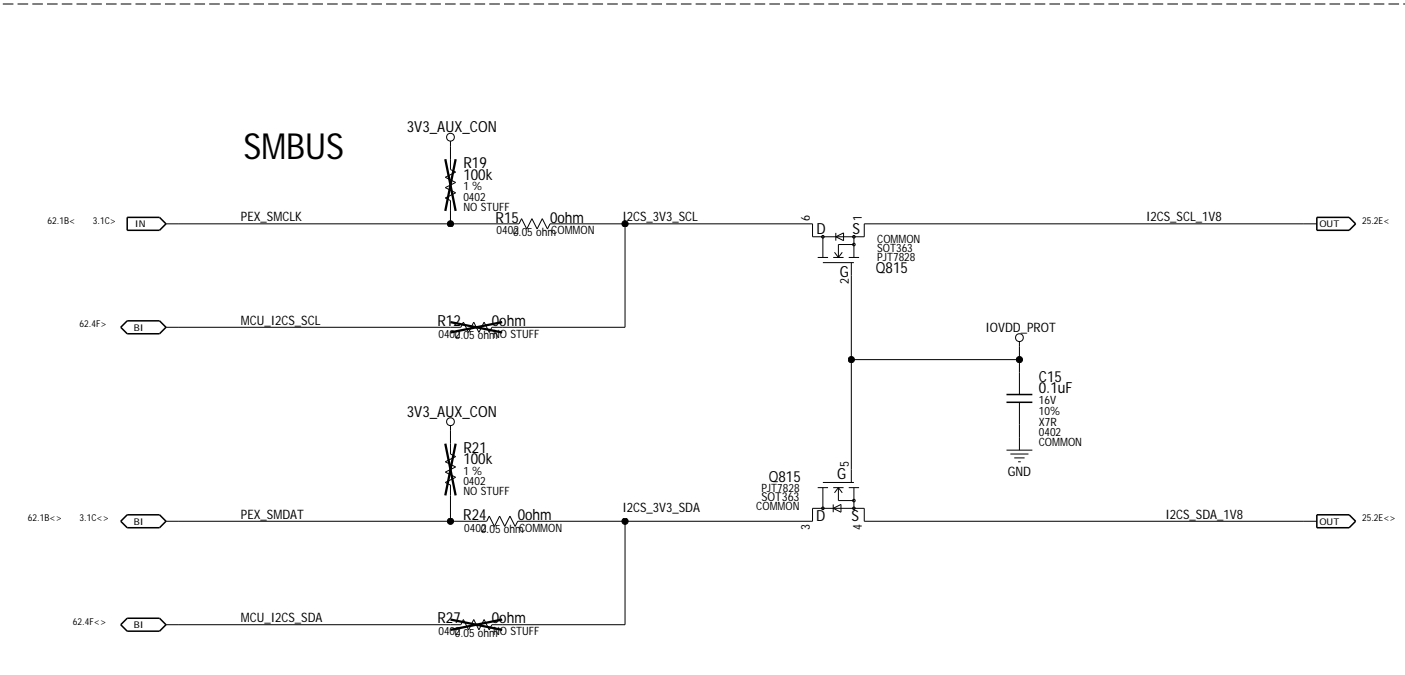 SMBUS
3V3_AUX_CON
R19
100k
1 %
0402
NO STUFF
62.1B< 3.1C> IN PEX_SMCLK
R15 0ohm
0402 0.05 ohm COMMON
I2CS_3V3_SCL
6 D S 1
G
2
COMMON
SOT363
PJT7828
Q815
I2CS_SCL_1V8
OUT 25.2E<
62.4F> BI MCU_I2CS_SCL
R12 0ohm
0402 0.05 ohm NO STUFF
IOVDD_PROT
C15
0.1uF
16V
10%
X7R
0402
COMMON
GND
3V3_AUX_CON
R21
100k
1 %
0402
NO STUFF
62.1B<> 3.1C<> BI PEX_SMDAT
R24 0ohm
0402 0.05 ohm COMMON
I2CS_3V3_SDA
Q815
PJT7828
SOT363
COMMON
G 5
3 D S 4
I2CS_SDA_1V8
OUT 25.2E<>
62.4F<> BI MCU_I2CS_SDA
R27 0ohm
0402 0.05 ohm NO STUFF